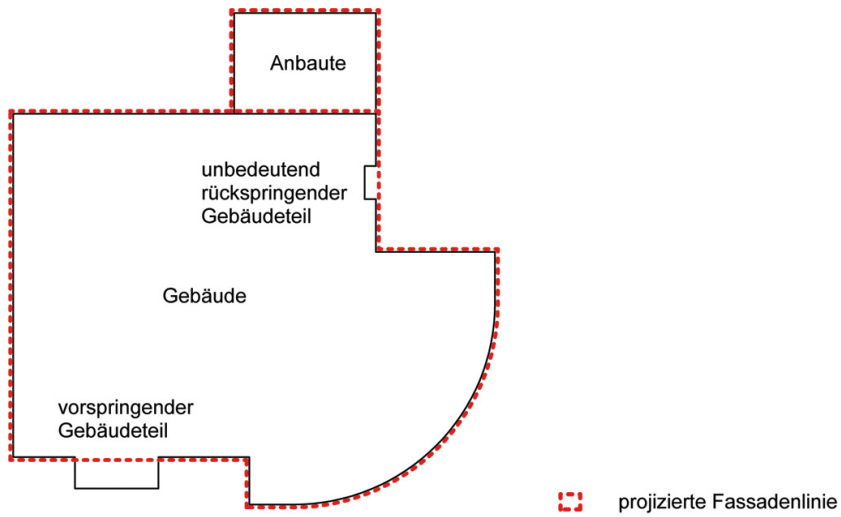 Anbaute
unbedeutend
rückspringender
Gebäudeteil
Gebäude
vorspringender
Gebäudeteil
projizierte Fassadenlinie